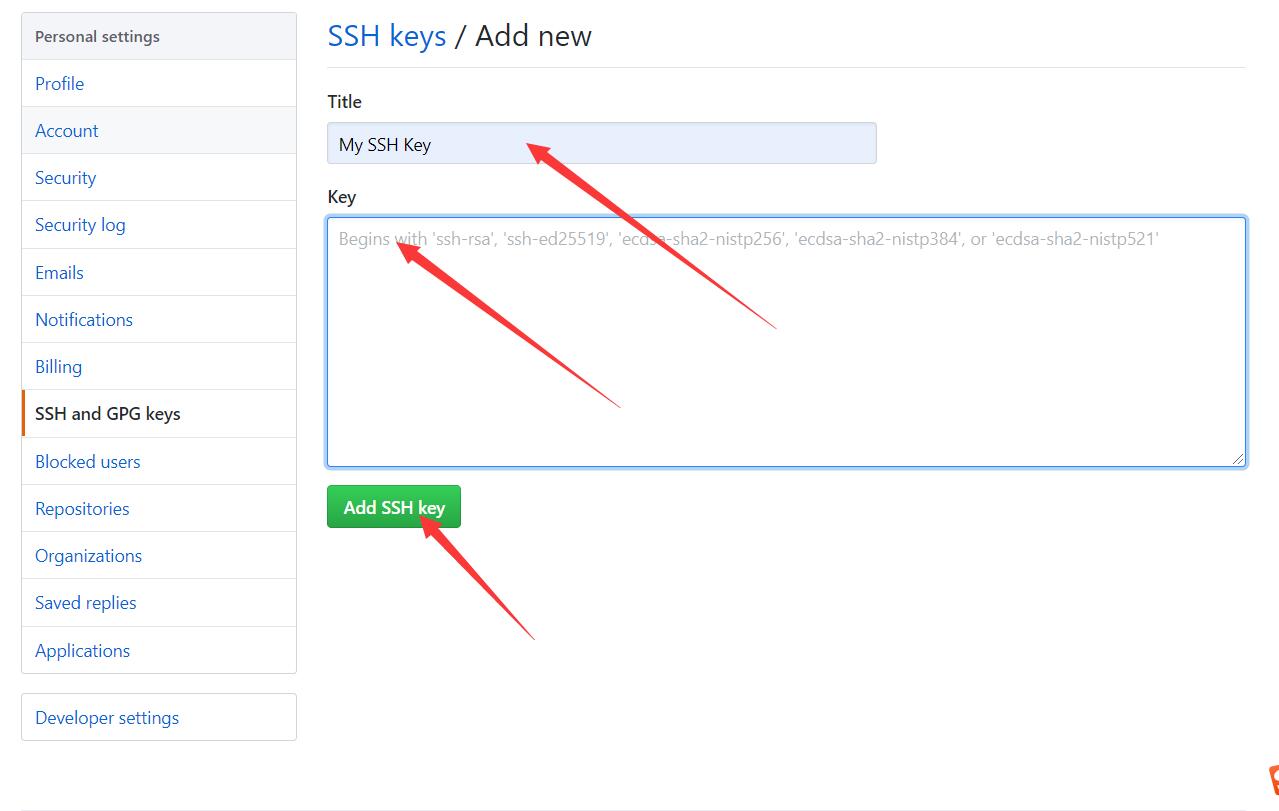 Personal settings
Profile
Account
Security
Security log
Emails
Notifications
Billing
SSH and GPG keys
Blocked users
Repositories
Organizations
Saved replies
Applications
Developer settings
SSH keys / Add new
Title
My SSH Key
Key
Begins with 'ssh-rsa', 'ssh-ed25519', 'ecdsa-sha2-nistp256', 'ecdsa-sha2-nistp384', or 'ecdsa-sha2-nistp521'
Add SSH key